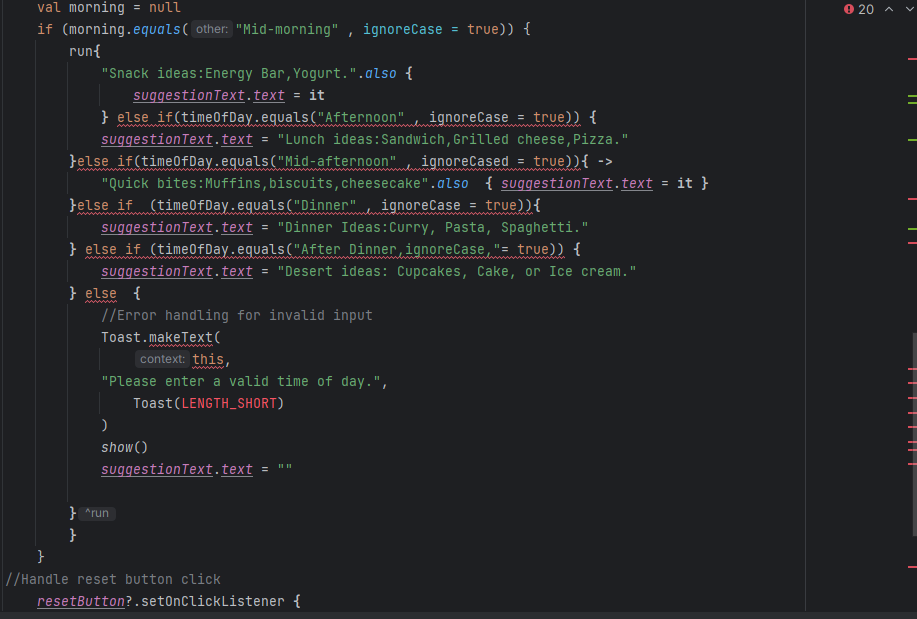 val morning = null
20
if (morning.equals( other: "Mid-morning" , ignoreCase = true)) {
run{
"Snack ideas:Energy Bar,Yogurt.".also {
suggestionText.text = it
} else if(timeOfDay.equals("Afternoon" , ignoreCase = true)) {
suggestionText.text = "Lunch ideas:Sandwich,Grilled cheese,Pizza."
}else if(timeOfDay.equals("Mid-afternoon" , ignoreCased = true)){ ->
"Quick bites:Muffins,biscuits,cheesecake".also  { suggestionText.text = it }
}else if  (timeOfDay.equals("Dinner" , ignoreCase = true)){
suggestionText.text = "Dinner Ideas:Curry, Pasta, Spaghetti."
} else if (timeOfDay.equals("After Dinner,ignoreCase,"= true)) {
suggestionText.text = "Desert ideas: Cupcakes, Cake, or Ice cream."
} else  {
//Error handling for invalid input
Toast.makeText(
context: this,
"Please enter a valid time of day.",
Toast(LENGTH_SHORT)
)
show()
suggestionText.text = ""
} ^run
}
}
//Handle reset button click
resetButton?.setOnClickListener {